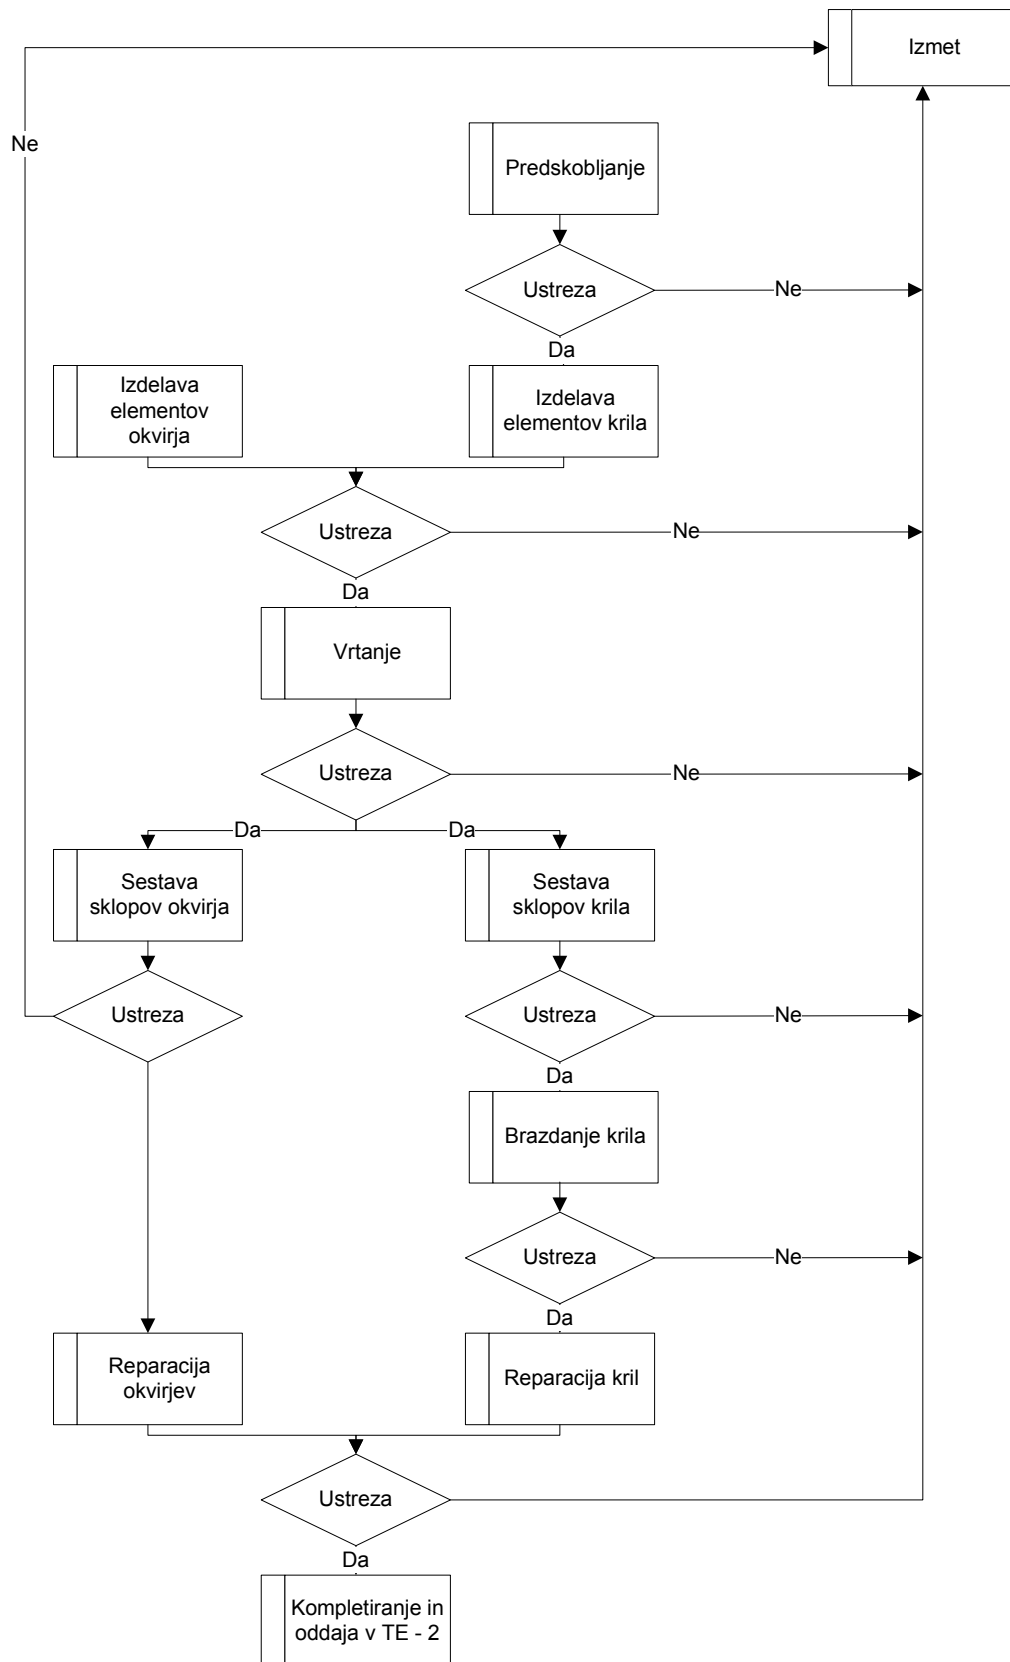 Izmet
Ne
Predskobljanje
Ustreza
Ne
Da
Izdelava
elementov
okvirja
Izdelava
elementov krila
Ustreza
Ne
Da
Vrtanje
Ustreza
Ne
Da
Da
Sestava
sklopov okvirja
Sestava
sklopov krila
Ustreza
Ustreza
Ne
Da
Brazdanje krila
Ustreza
Ne
Da
Reparacija
okvirjev
Reparacija kril
Ustreza
Da
Kompletiranje in
oddaja v TE - 2